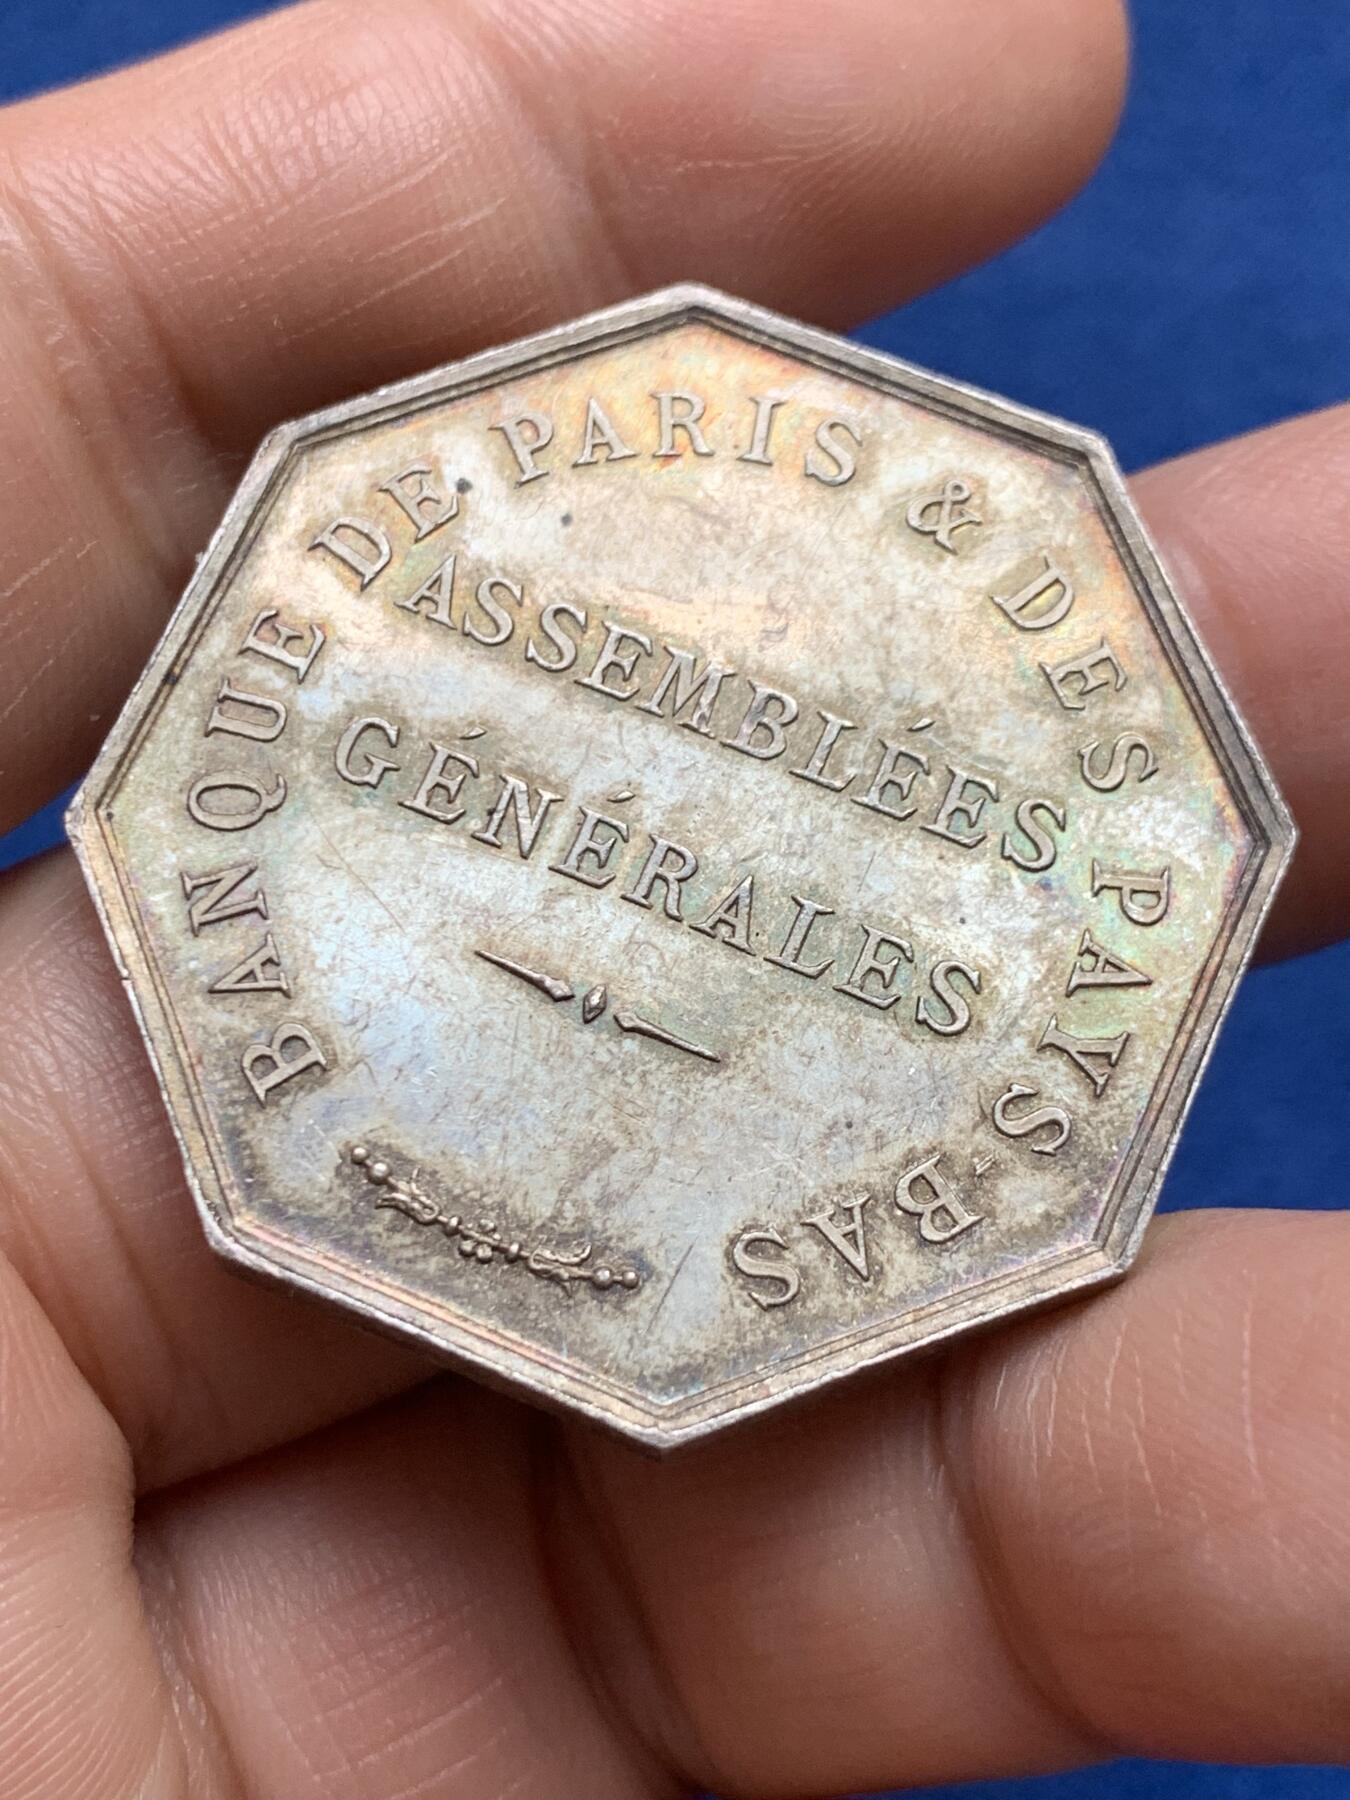 BANQUE DE PARIS & DES PAYS-BAS
ASSEMBLÉES
GÉNÉRALES